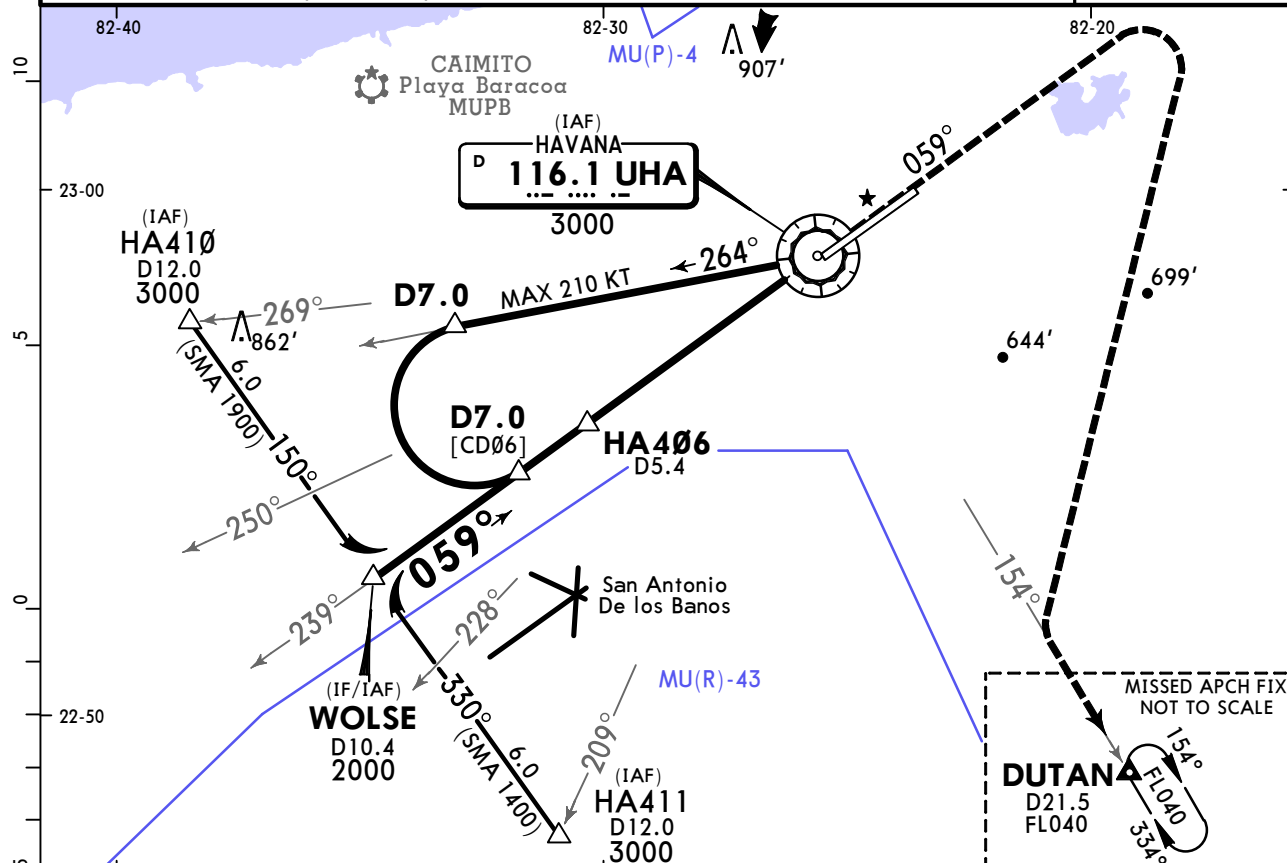 82-40
82-30
82-20
10
MU(P)-4
907'
CAIMITO
Playa Baracoa
MUPB
(IAF)
HAVANA
D
116.1 UHA
3000
059°
23-00
(IAF)
HA41Ø
D12.0
3000
269°
862'
D7.0
MAX 210 KT
264°
699'
644'
5
6.0
(SMA 1900)
150°
D7.0
[CDØ6]
HA4Ø6
D5.4
250°
059°
239°
228°
San Antonio
De los Banos
154°
0
(IF/IAF)
WOLSE
D10.4
2000
330°
6.0
(SMA 1400)
MU(R)-43
209°
22-50
(IAF)
HA411
D12.0
3000
MISSED APCH FIX
NOT TO SCALE
DUTAN
D21.5
FL040
154°
FL040
334°